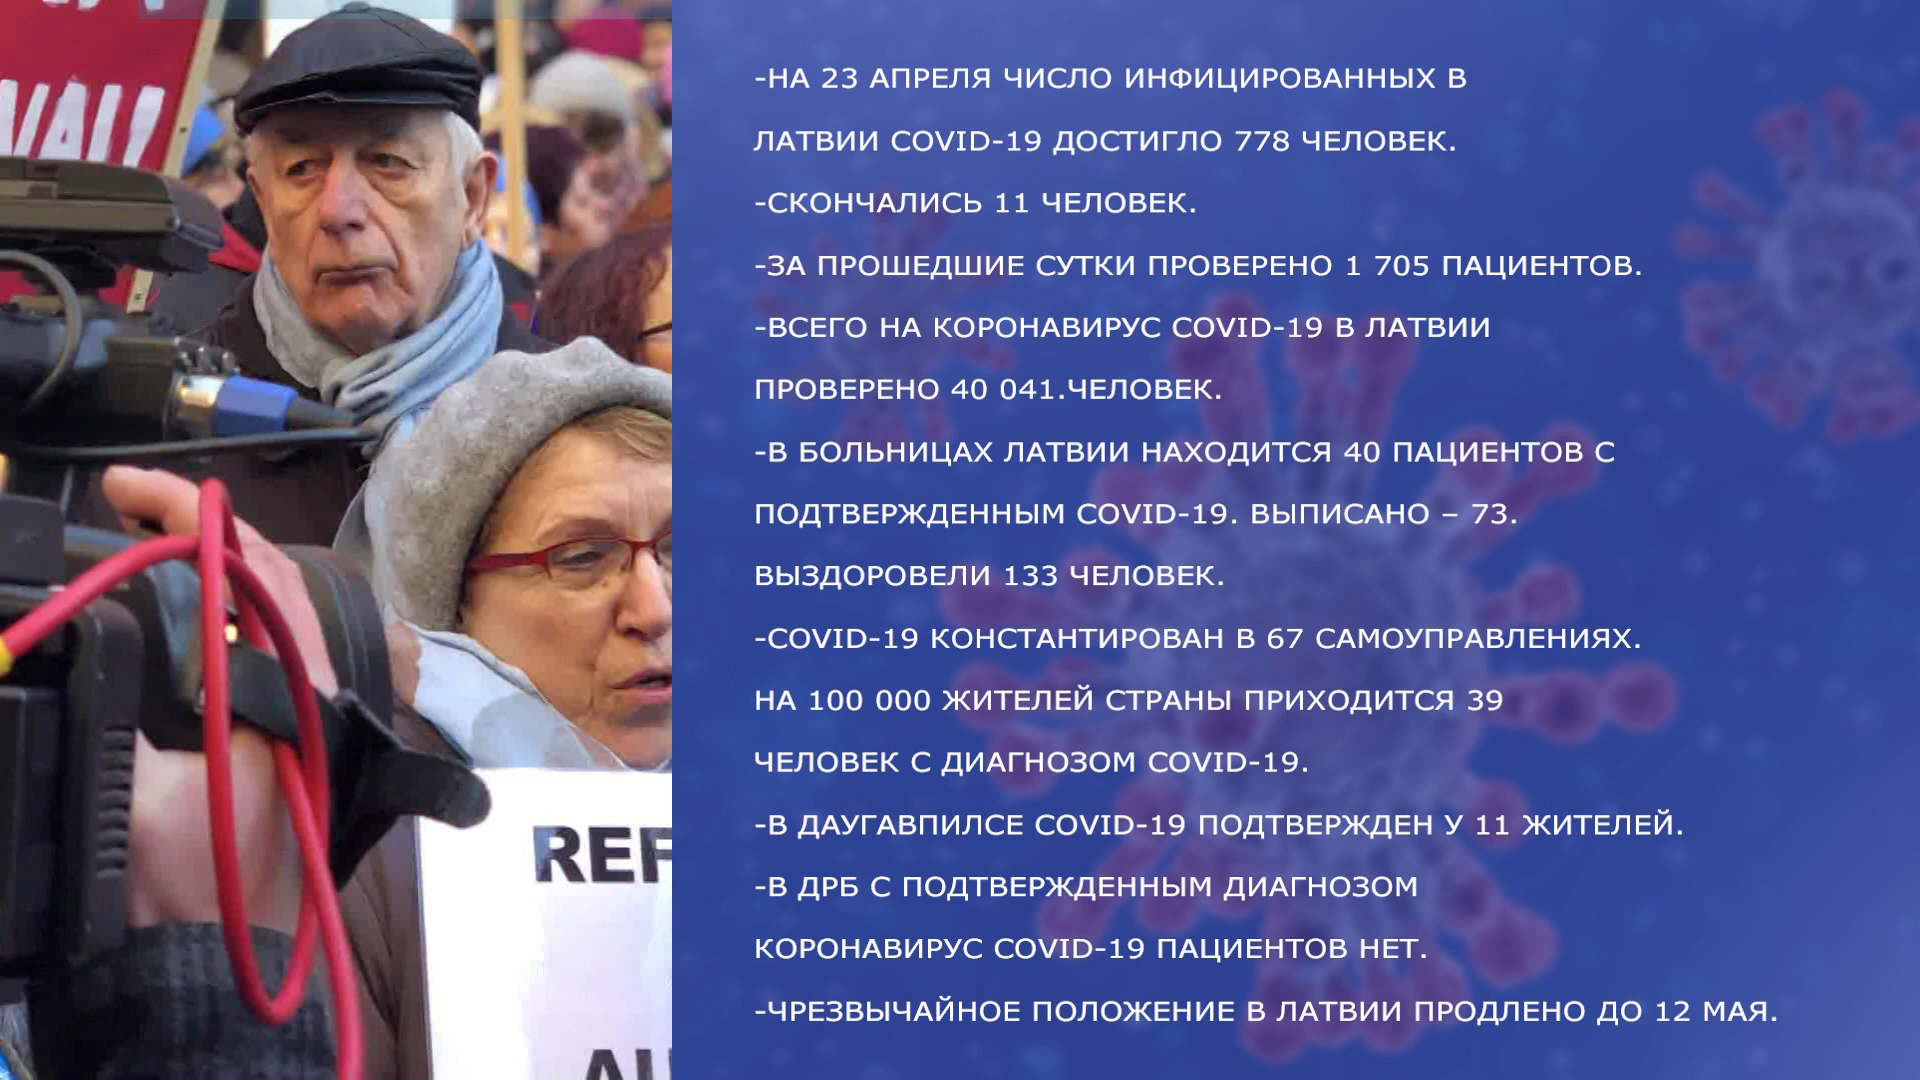 VAI!
REF
AU
-НА 23 АПРЕЛЯ ЧИСЛО ИНФИЦИРОВАННЫХ В
ЛАТВИИ COVID-19 ДОСТИГЛО 778 ЧЕЛОВЕК.
-СКОНЧАЛИСЬ 11 ЧЕЛОВЕК.
-ЗА ПРОШЕДШИЕ СУТКИ ПРОВЕРЕНО 1 705 ПАЦИЕНТОВ.
-ВСЕГО НА КОРОНАВИРУС COVID-19 В ЛАТВИИ
ПРОВЕРЕНО 40 041.ЧЕЛОВЕК.
-В БОЛЬНИЦАХ ЛАТВИИ НАХОДИТСЯ 40 ПАЦИЕНТОВ С
ПОДТВЕРЖДЕННЫМ COVID-19. ВЫПИСАНО – 73.
ВЫЗДОРОВЕЛИ 133 ЧЕЛОВЕК.
-COVID-19 КОНСТАНТИРОВАН В 67 САМОУПРАВЛЕНИЯХ.
НА 100 000 ЖИТЕЛЕЙ СТРАНЫ ПРИХОДИТСЯ 39
ЧЕЛОВЕК С ДИАГНОЗОМ COVID-19.
-В ДАУГАВПИЛСЕ COVID-19 ПОДТВЕРЖДЕН У 11 ЖИТЕЛЕЙ.
-В ДРБ С ПОДТВЕРЖДЕННЫМ ДИАГНОЗОМ
КОРОНАВИРУС COVID-19 ПАЦИЕНТОВ НЕТ.
-ЧРЕЗВЫЧАЙНОЕ ПОЛОЖЕНИЕ В ЛАТВИИ ПРОДЛЕНО ДО 12 МАЯ.